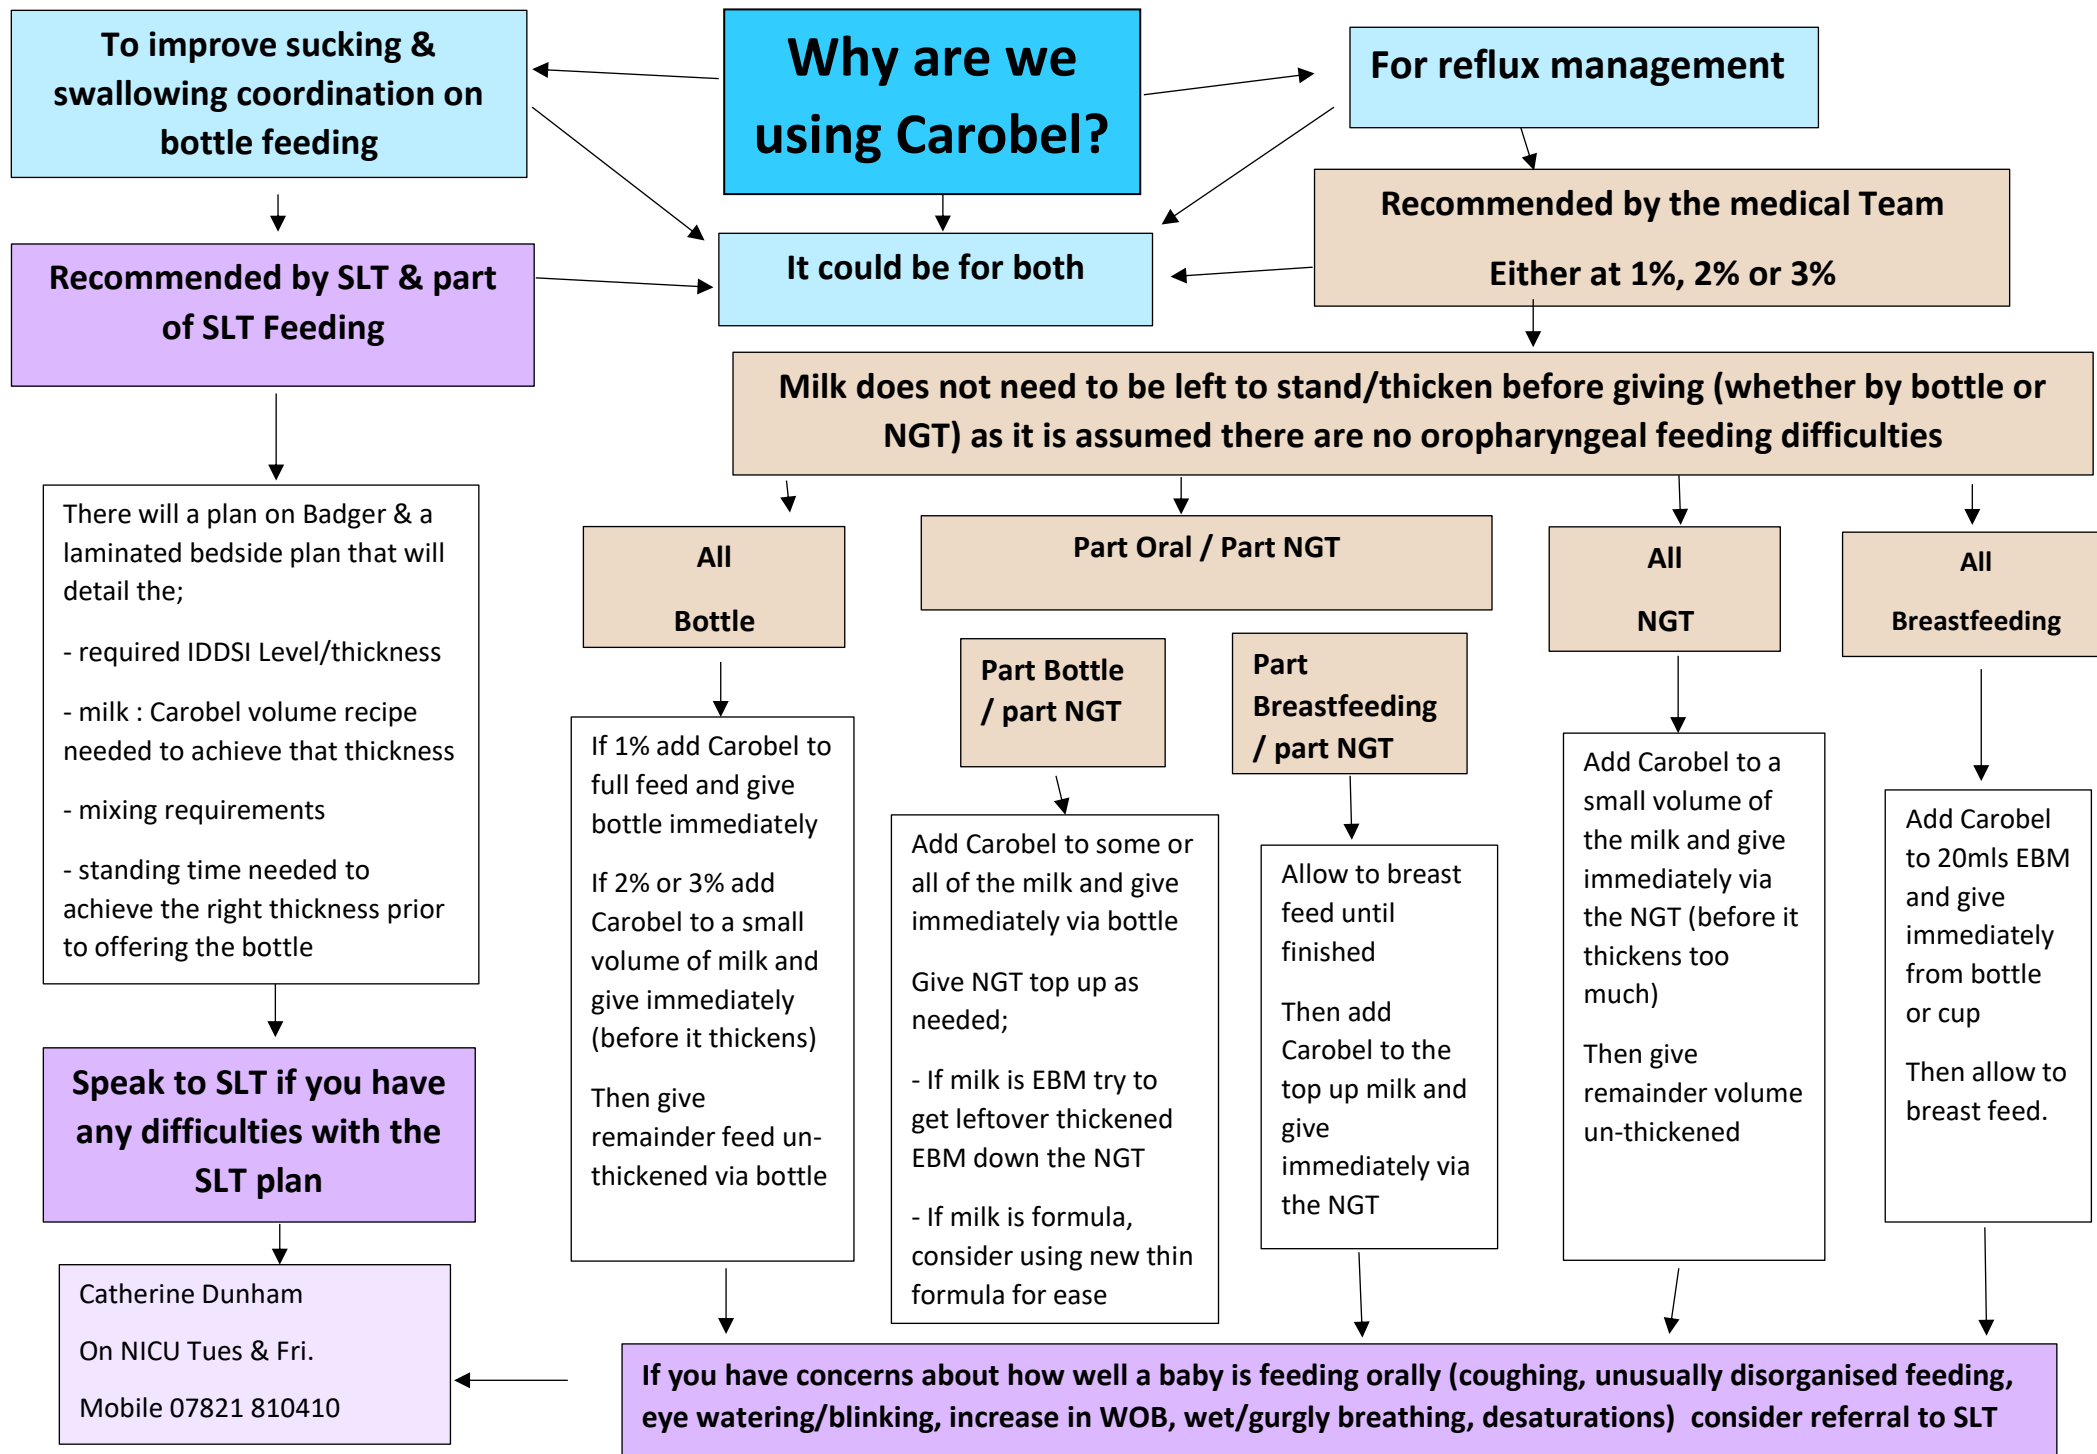 Why are we
using Carobel?
To improve sucking &
swallowing coordination on
bottle feeding
For reflux management
It could be for both
Recommended by SLT & part
of SLT Feeding
Recommended by the medical Team
Either at 1%, 2% or 3%
Milk does not need to be left to stand/thicken before giving (whether by bottle or
NGT) as it is assumed there are no oropharyngeal feeding difficulties
There will a plan on Badger & a
laminated bedside plan that will
detail the;
- required IDDSI Level/thickness
- milk : Carobel volume recipe
needed to achieve that thickness
- mixing requirements
- standing time needed to
achieve the right thickness prior
to offering the bottle
Speak to SLT if you have
any difficulties with the
SLT plan
Catherine Dunham
On NICU Tues & Fri.
Mobile 07821 810410
All
Bottle
If 1% add Carobel to
full feed and give
bottle immediately
If 2% or 3% add
Carobel to a small
volume of milk and
give immediately
(before it thickens)
Then give
remainder feed un-
thickened via bottle
Part Oral / Part NGT
Part Bottle
/ part NGT
Add Carobel to some or
all of the milk and give
immediately via bottle
Give NGT top up as
needed;
- If milk is EBM try to
get leftover thickened
EBM down the NGT
- If milk is formula,
consider using new thin
formula for ease
Part
Breastfeeding
/ part NGT
Allow to breast
feed until
finished
Then add
Carobel to the
top up milk and
give
immediately via
the NGT
All
NGT
Add Carobel to a
small volume of
the milk and give
immediately via
the NGT (before it
thickens too
much)
Then give
remainder volume
un-thickened
All
Breastfeeding
Add Carobel
to 20mls EBM
and give
immediately
from bottle
or cup
Then allow to
breast feed.
If you have concerns about how well a baby is feeding orally (coughing, unusually disorganised feeding,
eye watering/blinking, increase in WOB, wet/gurgly breathing, desaturations)  consider referral to SLT